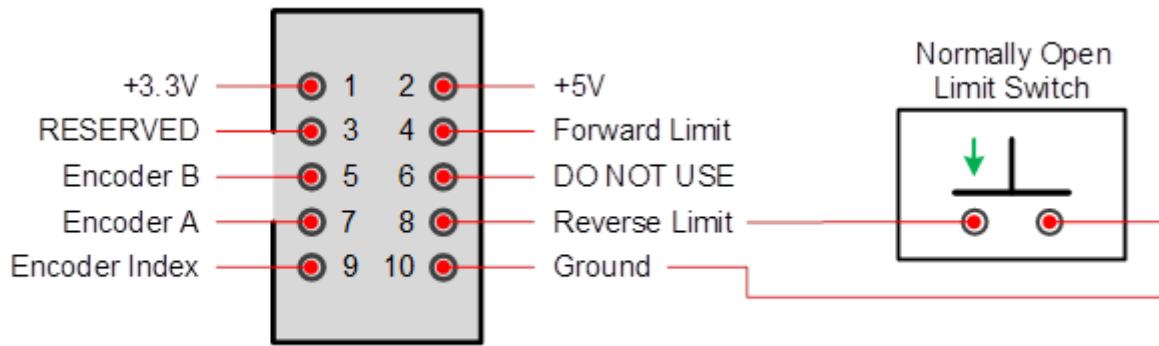 Normally Open
Limit Switch
+3.3V 1 2 +5V
RESERVED 3 4 Forward Limit
Encoder B 5 6 DO NOT USE
Encoder A 7 8 Reverse Limit
Encoder Index 9 10 Ground